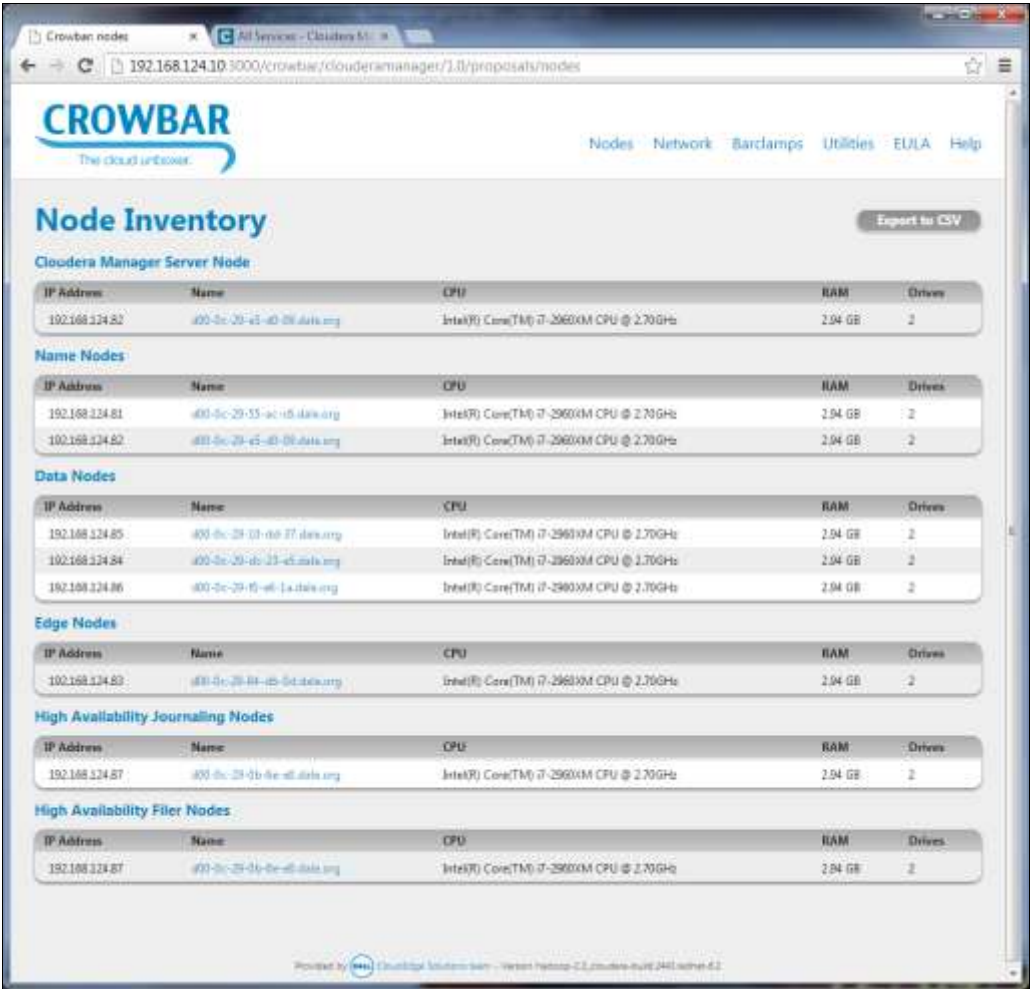 Crowbar: nodes
All Services - Cloudera M
192.168.124.10:3000/crowbar/clouderamanager/1.0/proposals/nodes
CROWBAR
The cloud unboxer.
Nodes Network Barclamps Utilities EULA Help
Node Inventory
Export to CSV
Cloudera Manager Server Node
IP Address Name CPU RAM Drives
192.168.124.82 Intel(R) Core(TM) i7-2960XM CPU @ 2.70GHz 2.94 GB 2
Name Nodes
IP Address Name CPU RAM Drives
192.168.124.81 Intel(R) Core(TM) i7-2960XM CPU @ 2.70GHz 2.94 GB 2
192.168.124.82 Intel(R) Core(TM) i7-2960XM CPU @ 2.70GHz 2.94 GB 2
Data Nodes
IP Address Name CPU RAM Drives
192.168.124.85 Intel(R) Core(TM) i7-2960XM CPU @ 2.70GHz 2.94 GB 2
192.168.124.84 Intel(R) Core(TM) i7-2960XM CPU @ 2.70GHz 2.94 GB 2
192.168.124.86 Intel(R) Core(TM) i7-2960XM CPU @ 2.70GHz 2.94 GB 2
Edge Nodes
IP Address Name CPU RAM Drives
192.168.124.83 Intel(R) Core(TM) i7-2960XM CPU @ 2.70GHz 2.94 GB 2
High Availability Journaling Nodes
IP Address Name CPU RAM Drives
192.168.124.87 Intel(R) Core(TM) i7-2960XM CPU @ 2.70GHz 2.94 GB 2
High Availability Filer Nodes
IP Address Name CPU RAM Drives
192.168.124.87 Intel(R) Core(TM) i7-2960XM CPU @ 2.70GHz 2.94 GB 2
Provided by DELL CloudEdge Solutions team - Version